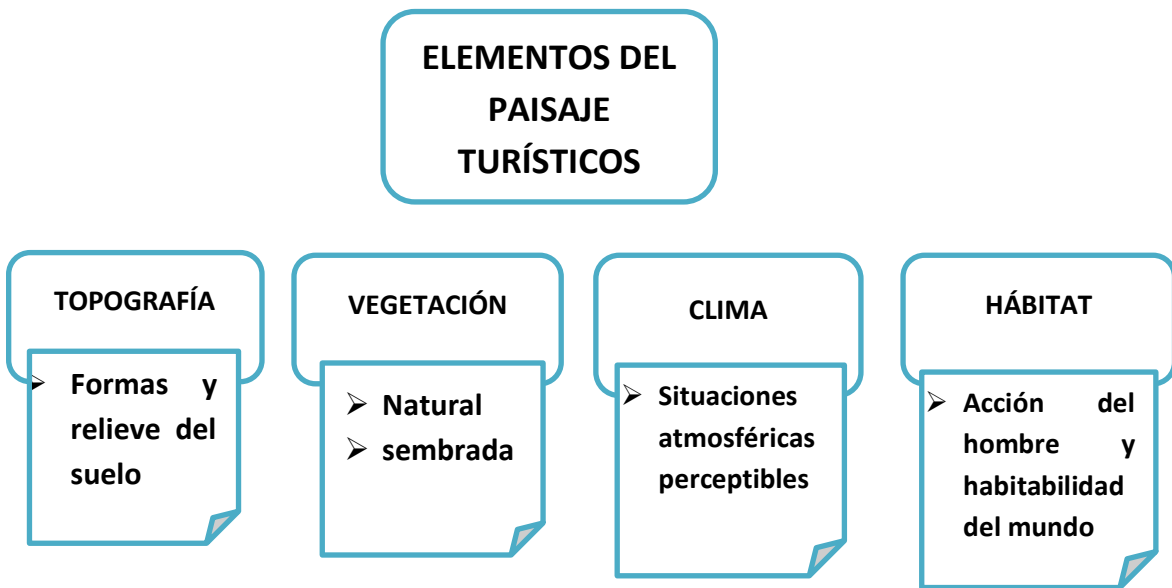 ELEMENTOS DEL
PAISAJE
TURÍSTICOS
TOPOGRAFÍA
➢ Formas y
relieve del
suelo
VEGETACIÓN
➢ Natural
➢ sembrada
CLIMA
➢ Situaciones
atmosféricas
perceptibles
HÁBITAT
➢ Acción del
hombre y
habitabilidad
del mundo